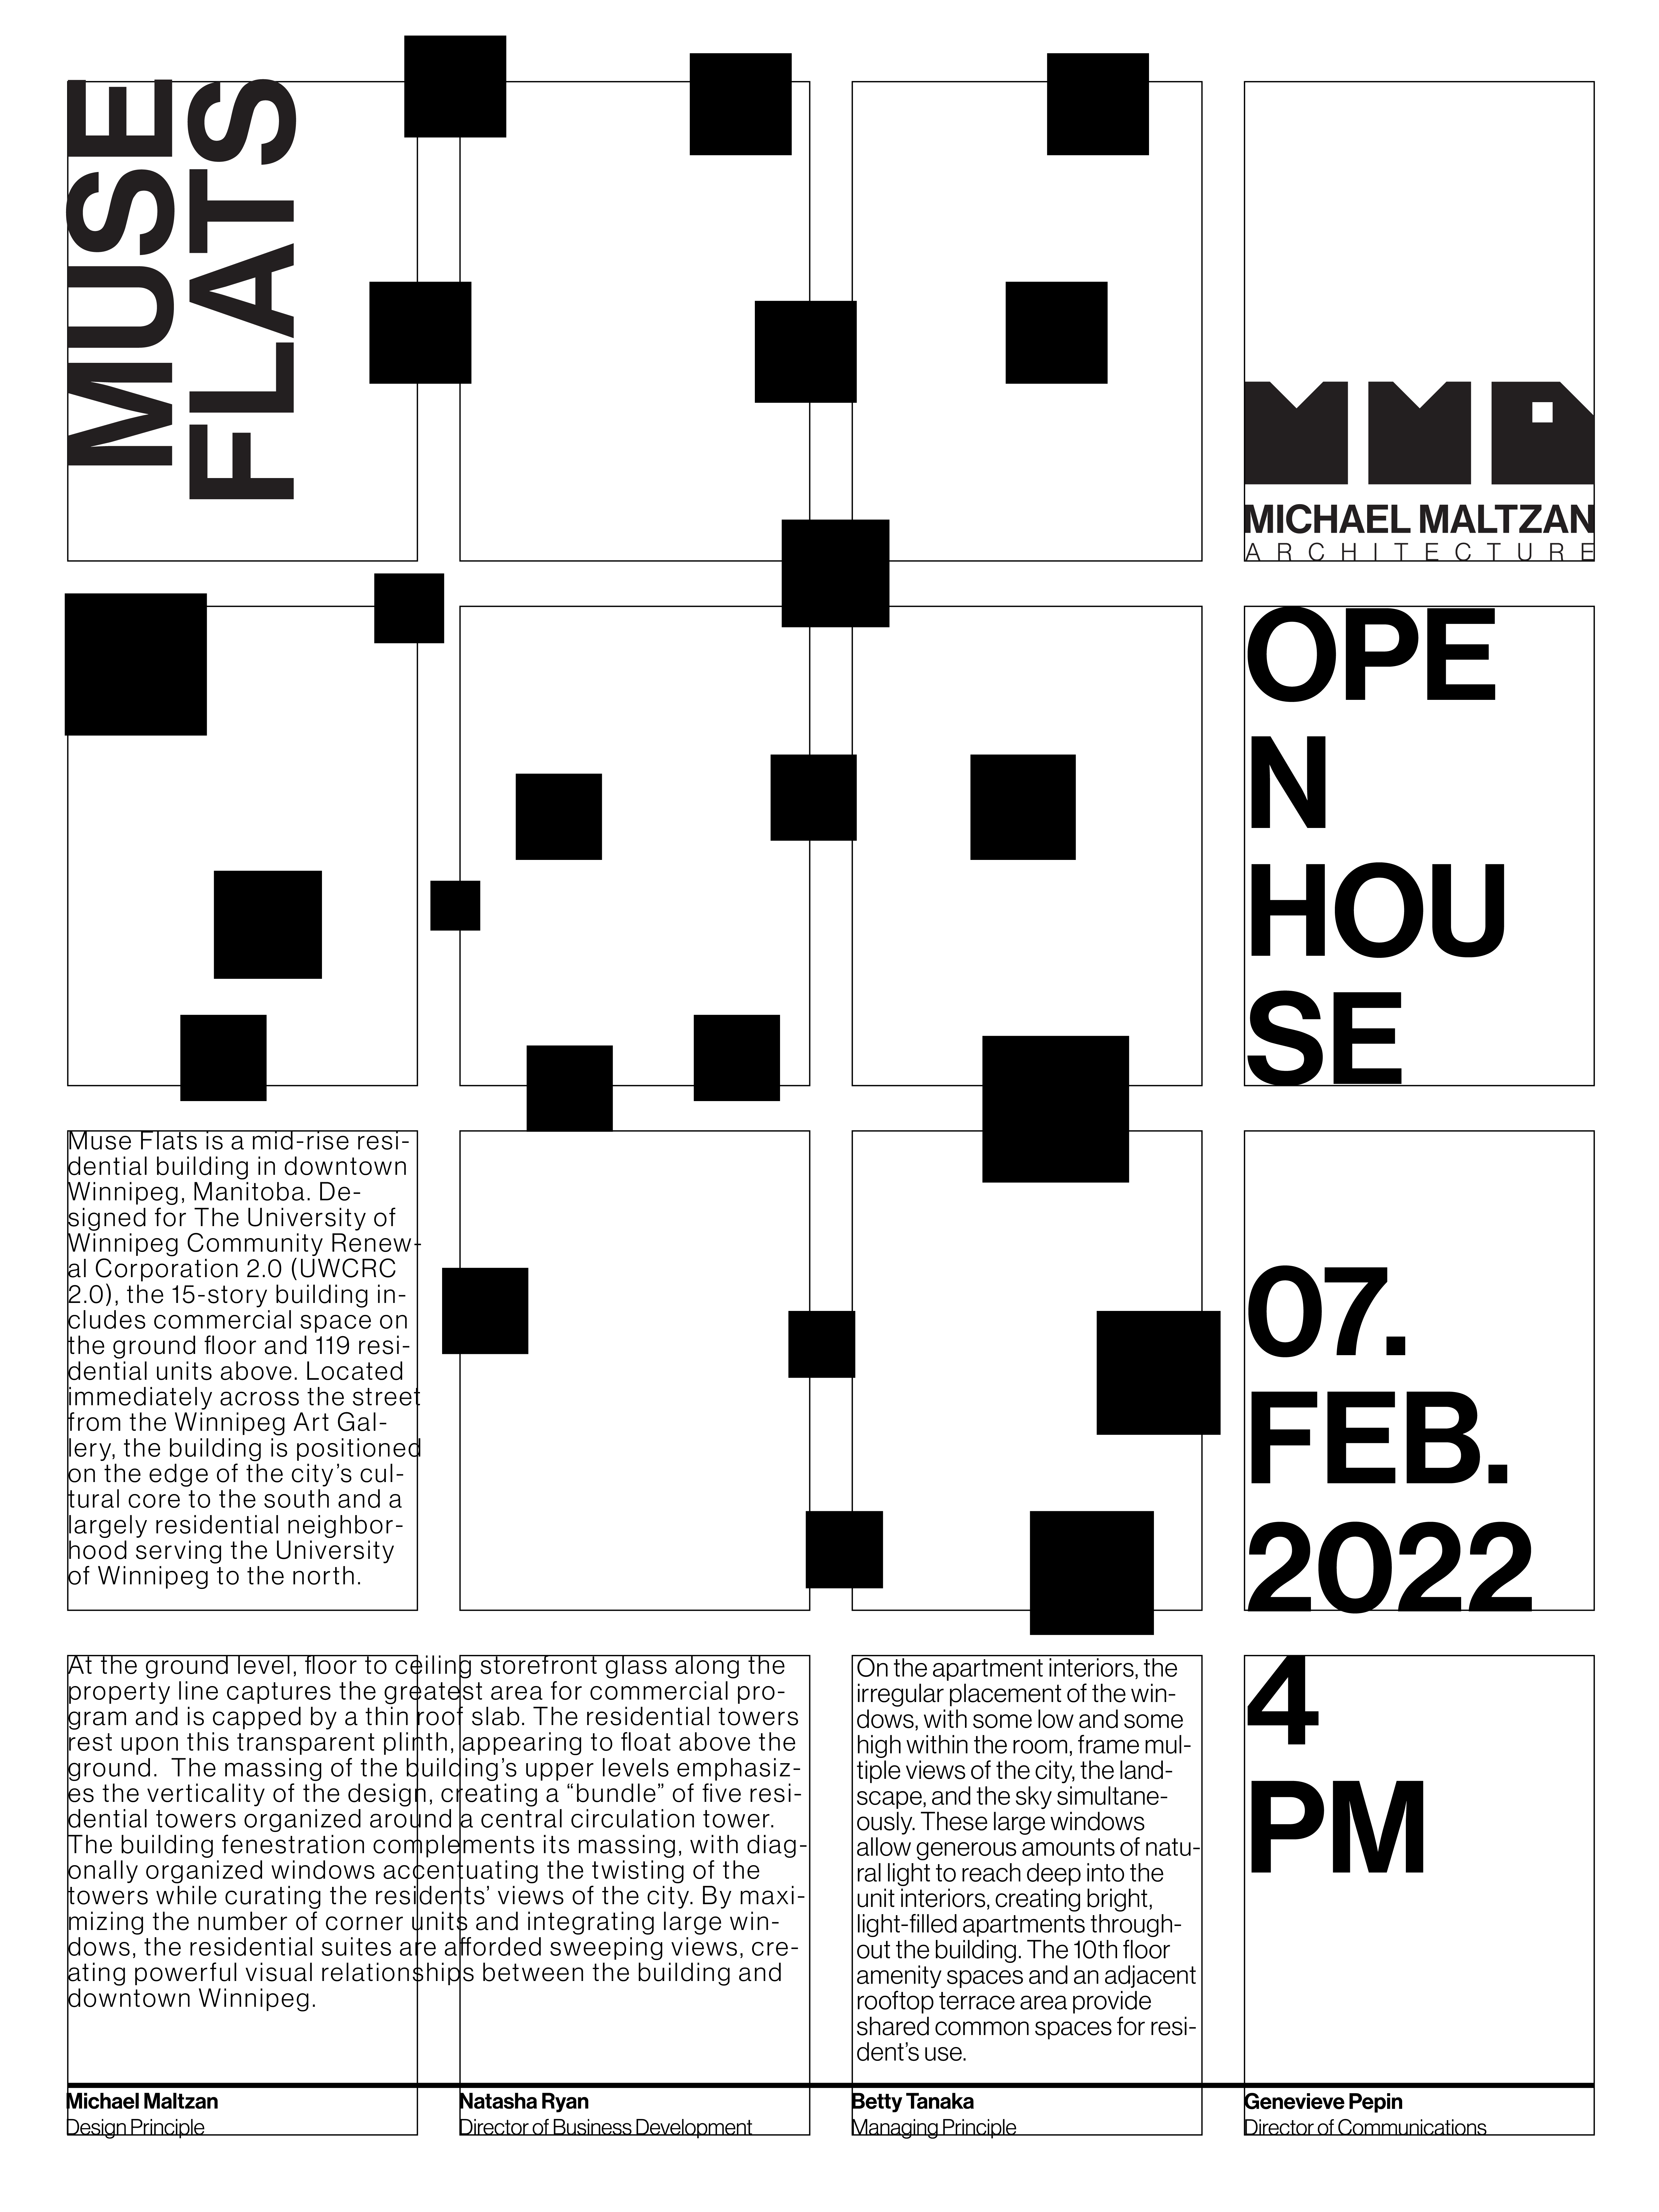 MUSE
FLATS
MMA
MICHAEL MALTZAN
ARCHITECTURE
OPE
N
HOU
SE
Muse Flats is a mid-rise resi-
dential building in downtown
Winnipeg, Manitoba. De-
signed for The University of
Winnipeg Community Renew-
al Corporation 2.0 (UWCRC
2.0), the 15-story building in-
cludes commercial space on
the ground floor and 119 resi-
dential units above. Located
immediately across the street
from the Winnipeg Art Gal-
lery, the building is positioned
on the edge of the city’s cul-
tural core to the south and a
largely residential neighbor-
hood serving the University
of Winnipeg to the north.
07.
FEB.
2022
At the ground level, floor to ceiling storefront glass along the
property line captures the greatest area for commercial pro-
gram and is capped by a thin roof slab. The residential towers
rest upon this transparent plinth, appearing to float above the
ground.  The massing of the building’s upper levels emphasiz-
es the verticality of the design, creating a “bundle” of five resi-
dential towers organized around a central circulation tower.
The building fenestration complements its massing, with diag-
onally organized windows accentuating the twisting of the
towers while curating the residents’ views of the city. By maxi-
mizing the number of corner units and integrating large win-
dows, the residential suites are afforded sweeping views, cre-
ating powerful visual relationships between the building and
downtown Winnipeg.
On the apartment interiors, the
irregular placement of the win-
dows, with some low and some
high within the room, frame mul-
tiple views of the city, the land-
scape, and the sky simultane-
ously. These large windows
allow generous amounts of natu-
ral light to reach deep into the
unit interiors, creating bright,
light-filled apartments through-
out the building. The 10th floor
amenity spaces and an adjacent
rooftop terrace area provide
shared common spaces for resi-
dent’s use.
4
PM
Michael Maltzan
Design Principle
Natasha Ryan
Director of Business Development
Betty Tanaka
Managing Principle
Genevieve Pepin
Director of Communications